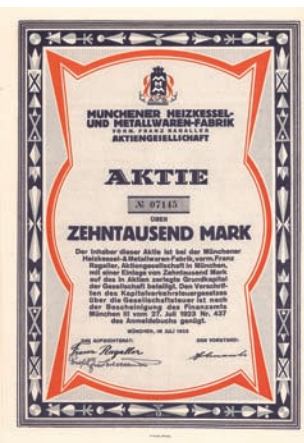 MÜNCHENER HEIZKESSEL-
UND METALLWAREN-FABRIK
VORM. FRANZ RAGALLER
AKTIENGESELLSCHAFT
AKTIE
№ 07145
ÜBER
ZEHNTAUSEND MARK
Der Inhaber dieser Aktie ist bei der Münchener
Heizkessel-& Metallwaren-Fabrik, vorm. Franz
Ragaller, Aktiengesellschaft in München,
mit einer Einlage von Zehntausend Mark
auf das in Aktien zerlegte Grundkapital
der Gesellschaft beteiligt. Den Vorschrif-
ten des Kapitalverkehrsteuergesetzes
über die Gesellschaftsteuer ist nach
der Bescheinigung des Finanzamts
München III vom 27. Juli 1923 Nr. 437
des Anmeldebuchs genügt.
MÜNCHEN, IM JULI 1923
DER AUFSICHTSRAT:
DER VORSTAND:
Franz Ragaller